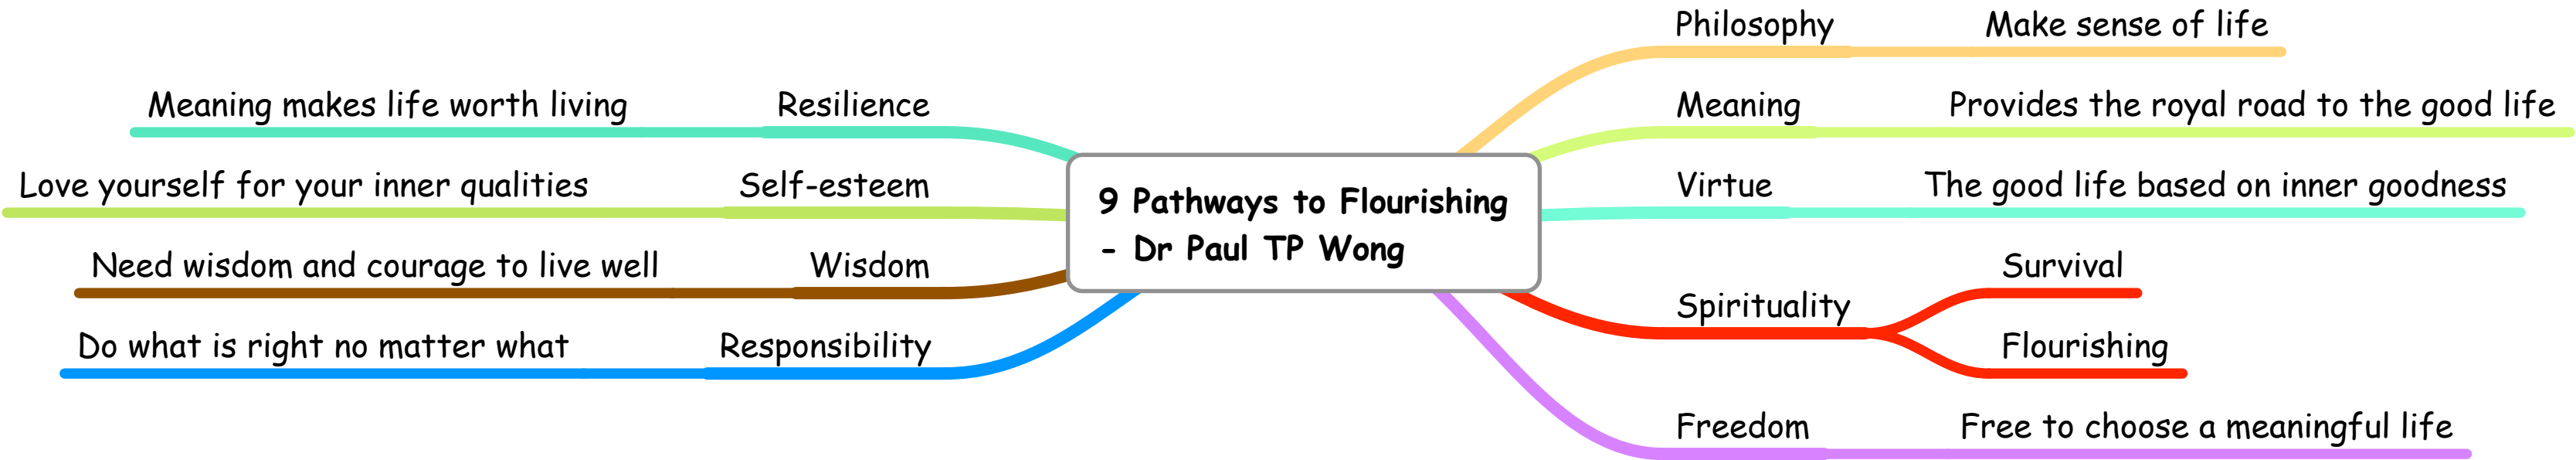 9 Pathways to Flourishing
- Dr Paul TP Wong
Philosophy
Make sense of life
Meaning
Provides the royal road to the good life
Virtue
The good life based on inner goodness
Spirituality
Survival
Flourishing
Freedom
Free to choose a meaningful life
Resilience
Meaning makes life worth living
Self-esteem
Love yourself for your inner qualities
Wisdom
Need wisdom and courage to live well
Responsibility
Do what is right no matter what